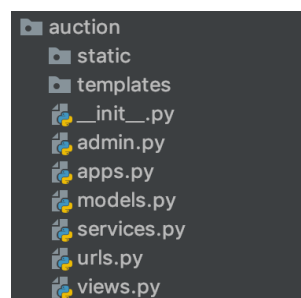 auction
static
templates
__init__.py
admin.py
apps.py
models.py
services.py
urls.py
views.py